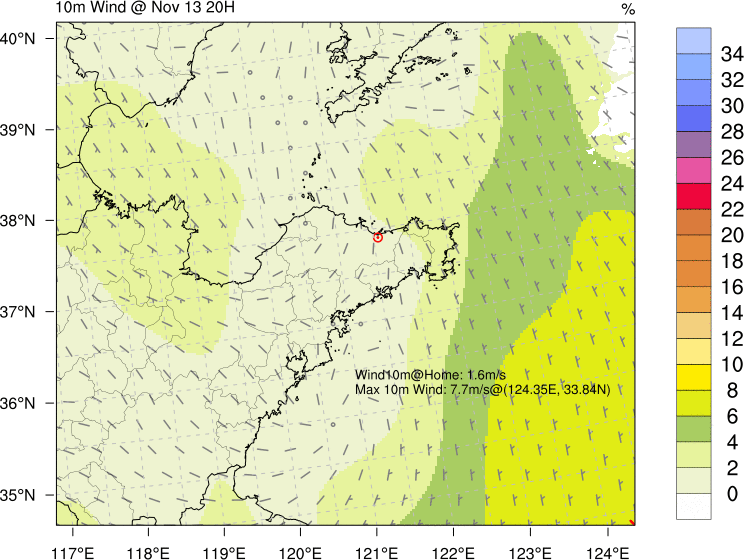 10m Wind @ Nov 13 20H
%
40°N
39°N
38°N
37°N
36°N
35°N
Wind10m@Home: 1.6m/s
Max 10m Wind: 7.7m/s@(124.35E, 33.84N)
117°E
118°E
119°E
120°E
121°E
122°E
123°E
124°E
34
32
30
28
26
24
22
20
18
16
14
12
10
8
6
4
2
0